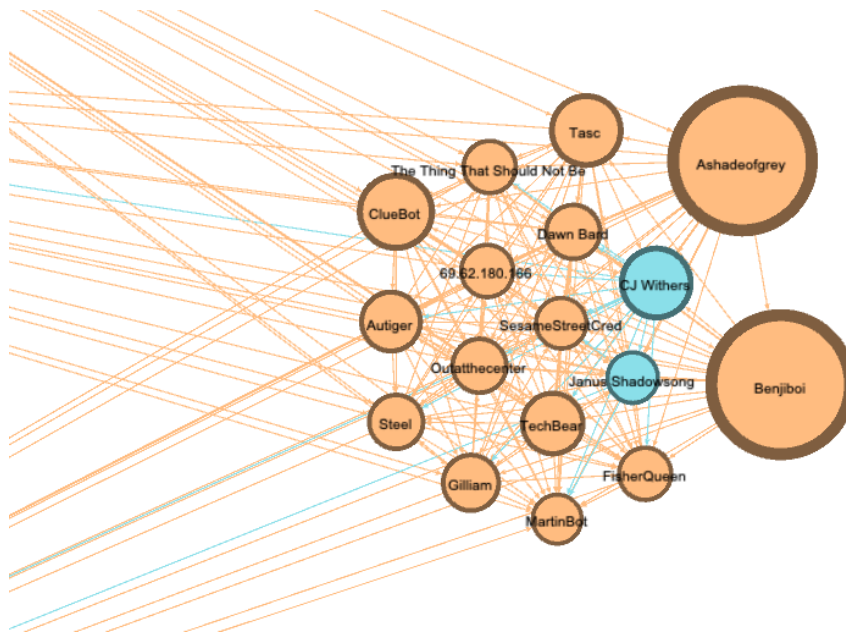 Tasc
Ashadeofgrey
The Thing That Should Not Be
ClueBot
Dawn Bard
69.62.180.166
CJ Withers
Autiger
SesameStreetCred
Outatthecenter
Janus Shadowsong
Benjiboi
Steel
TechBear
Gilliam
FisherQueen
MartinBot